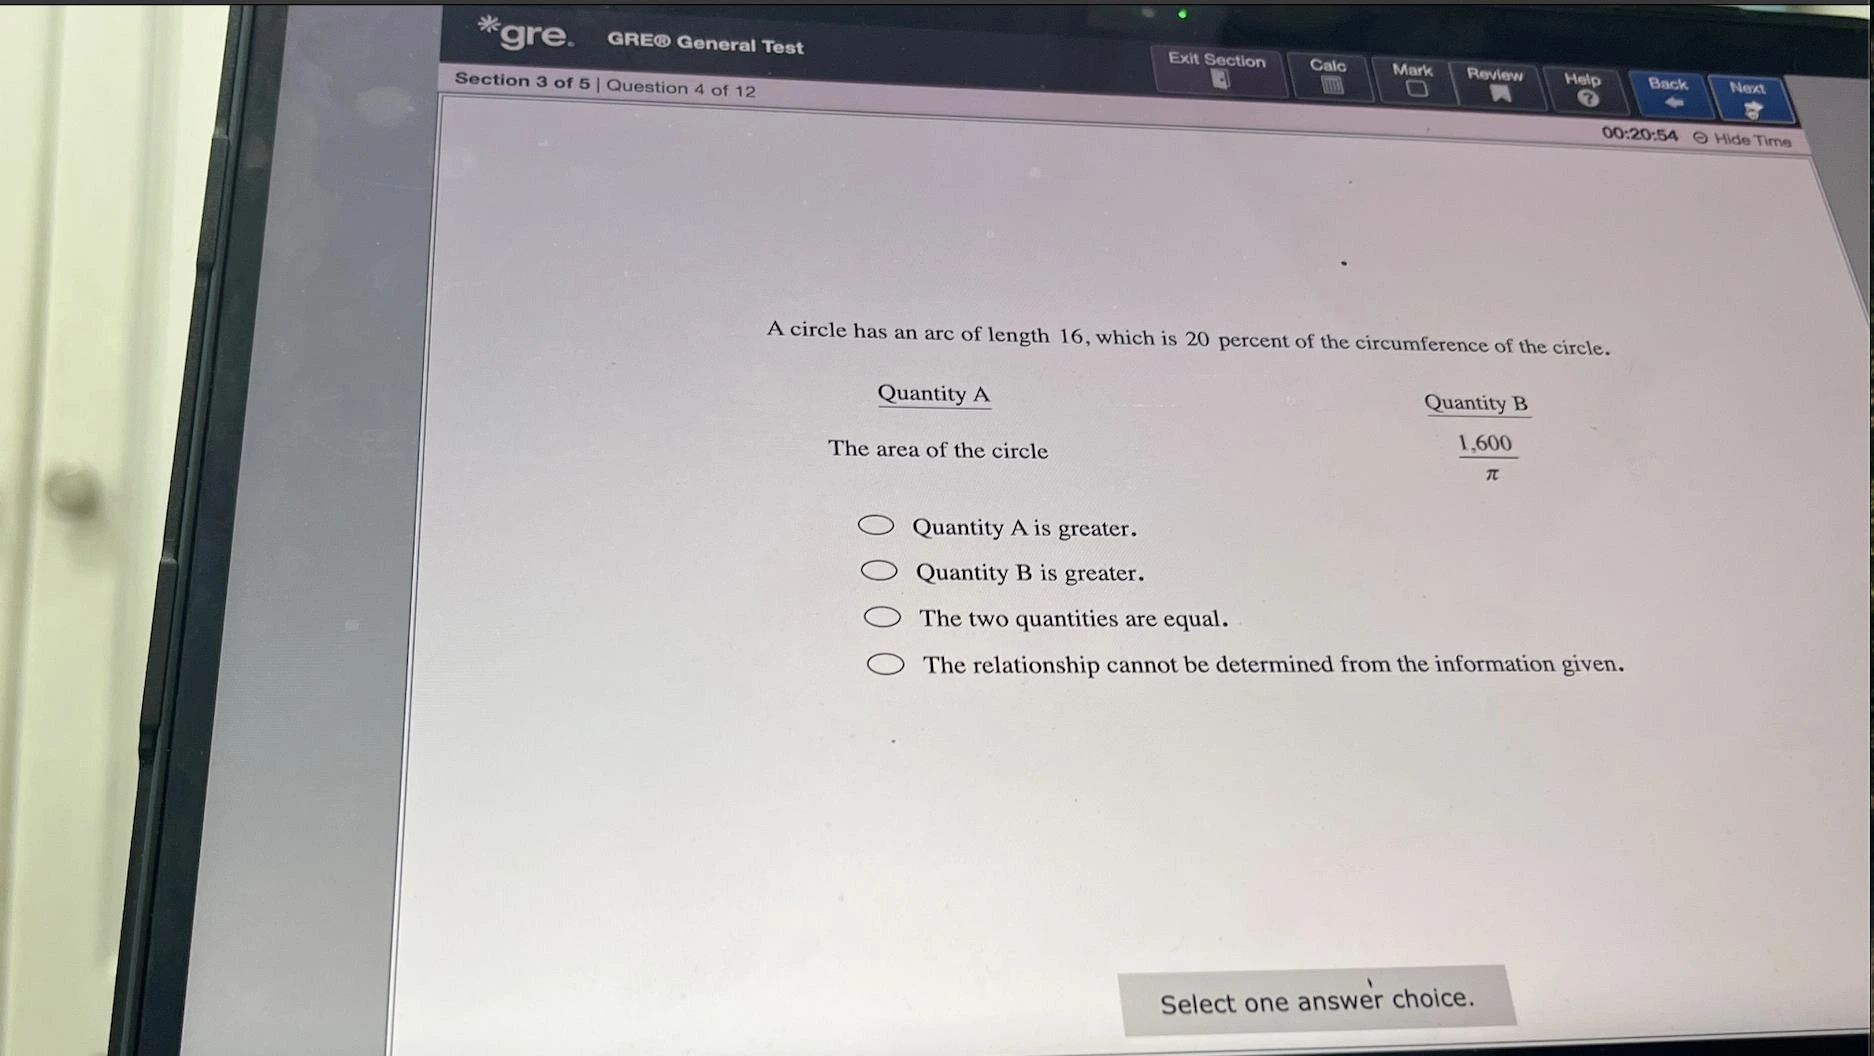 *gre. GRE® General Test
Exit Section Calc Mark Review Help Back Next
Section 3 of 5 | Question 4 of 12
00:20:54 Hide Time
A circle has an arc of length 16, which is 20 percent of the circumference of the circle.
Quantity A
Quantity B
The area of the circle
1,600
π
Quantity A is greater.
Quantity B is greater.
The two quantities are equal.
The relationship cannot be determined from the information given.
Select one answer choice.